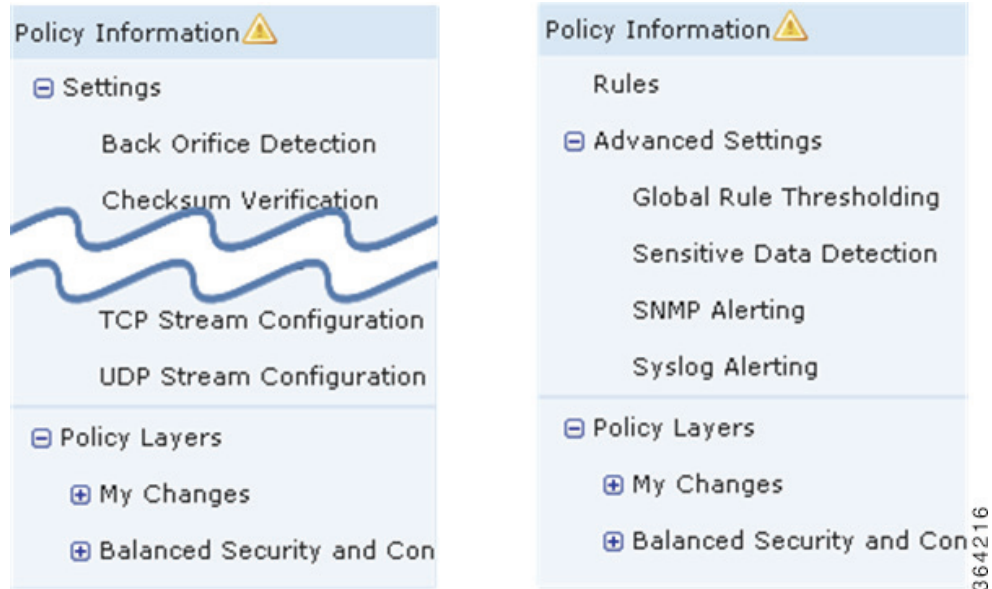 Policy Information
Settings
Back Orifice Detection
Checksum Verification
TCP Stream Configuration
UDP Stream Configuration
Policy Layers
My Changes
Balanced Security and Con
Policy Information
Rules
Advanced Settings
Global Rule Thresholding
Sensitive Data Detection
SNMP Alerting
Syslog Alerting
Policy Layers
My Changes
Balanced Security and Con
364216